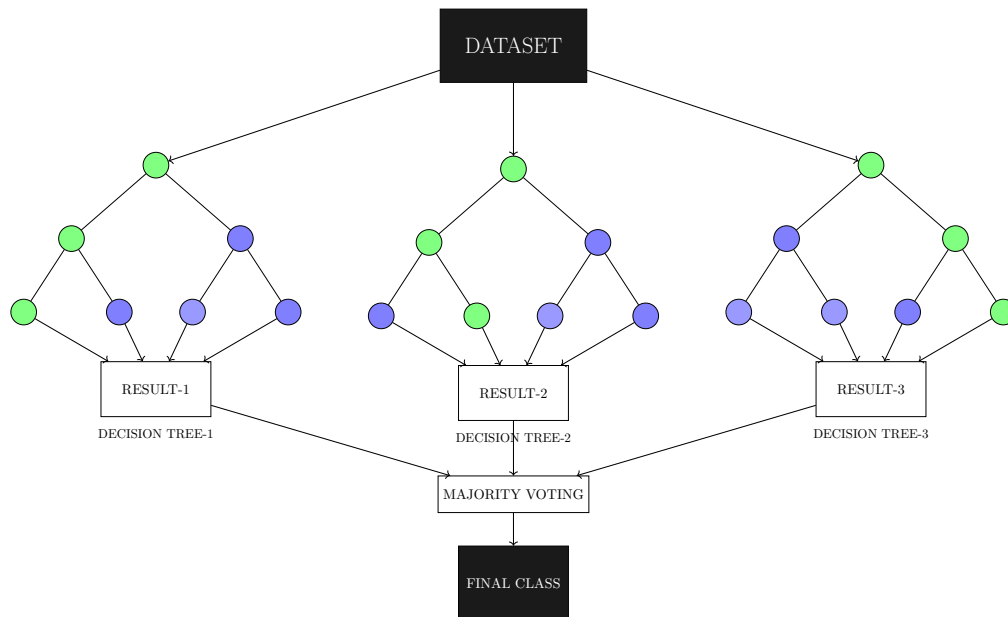 DATASET
RESULT-1
RESULT-2
RESULT-3
DECISION TREE-1
DECISION TREE-2
DECISION TREE-3
MAJORITY VOTING
FINAL CLASS